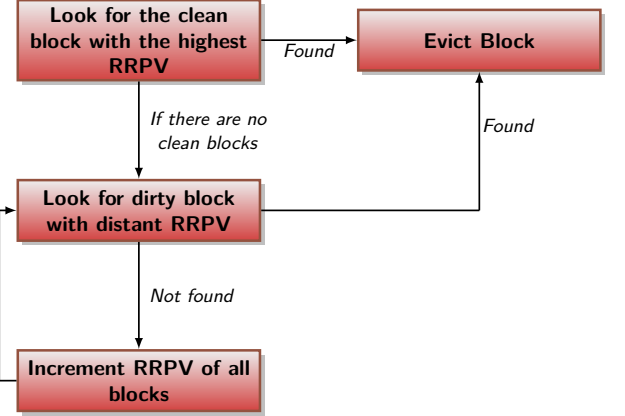 Look for the clean
block with the highest
RRPV
Found
Evict Block
If there are no
clean blocks
Found
Look for dirty block
with distant RRPV
Not found
Increment RRPV of all
blocks